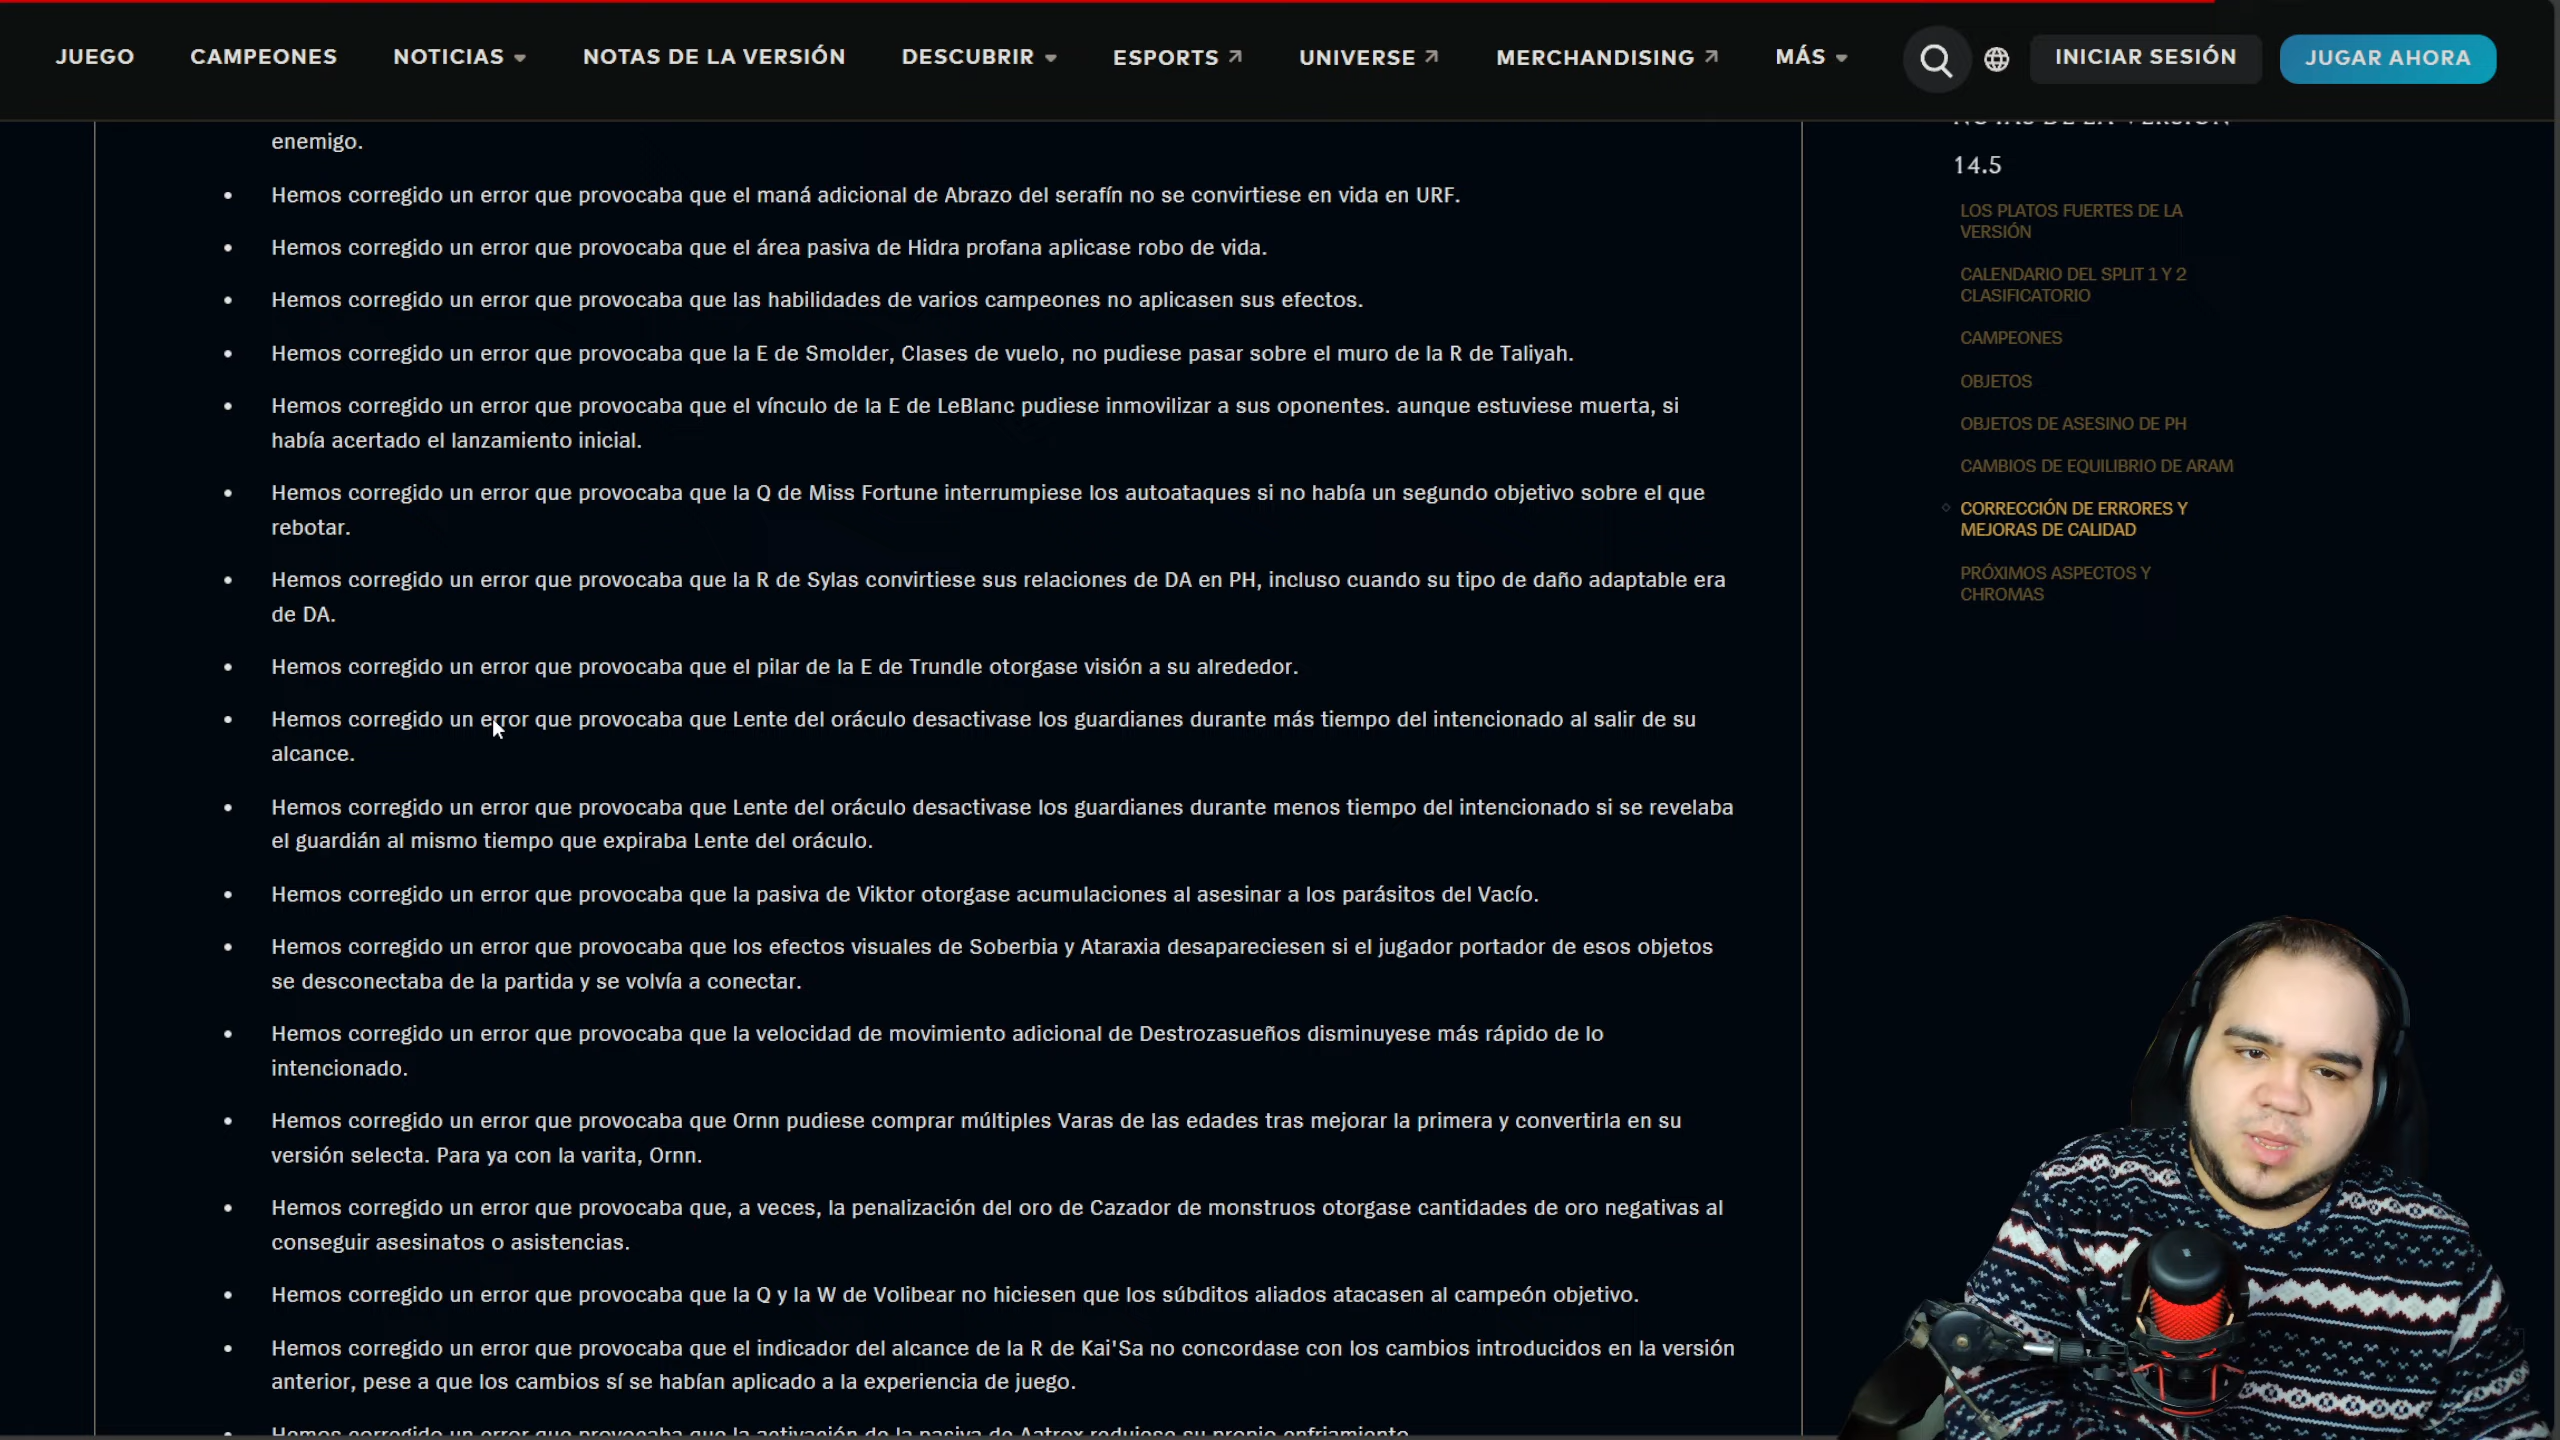 JUEGO CAMPEONES NOTICIAS NOTAS DE LA VERSIÓN DESCUBRIR ESPORTS UNIVERSE MERCHANDISING MÁS INICIAR SESIÓN JUGAR AHORA
enemigo.
Hemos corregido un error que provocaba que el maná adicional de Abrazo del serafín no se convirtiese en vida en URF.
Hemos corregido un error que provocaba que el área pasiva de Hidra profana aplicase robo de vida.
Hemos corregido un error que provocaba que las habilidades de varios campeones no aplicasen sus efectos.
Hemos corregido un error que provocaba que la E de Smolder, Clases de vuelo, no pudiese pasar sobre el muro de la R de Taliyah.
Hemos corregido un error que provocaba que el vínculo de la E de LeBlanc pudiese inmovilizar a sus oponentes. aunque estuviese muerta, si
había acertado el lanzamiento inicial.
Hemos corregido un error que provocaba que la Q de Miss Fortune interrumpiese los autoataques si no había un segundo objetivo sobre el que
rebotar.
Hemos corregido un error que provocaba que la R de Sylas convirtiese sus relaciones de DA en PH, incluso cuando su tipo de daño adaptable era
de DA.
Hemos corregido un error que provocaba que el pilar de la E de Trundle otorgase visión a su alrededor.
Hemos corregido un error que provocaba que Lente del oráculo desactivase los guardianes durante más tiempo del intencionado al salir de su
alcance.
Hemos corregido un error que provocaba que Lente del oráculo desactivase los guardianes durante menos tiempo del intencionado si se revelaba
el guardián al mismo tiempo que expiraba Lente del oráculo.
Hemos corregido un error que provocaba que la pasiva de Viktor otorgase acumulaciones al asesinar a los parásitos del Vacío.
Hemos corregido un error que provocaba que los efectos visuales de Soberbia y Ataraxia desapareciesen si el jugador portador de esos objetos
se desconectaba de la partida y se volvía a conectar.
Hemos corregido un error que provocaba que la velocidad de movimiento adicional de Destrozasueños disminuyese más rápido de lo
intencionado.
Hemos corregido un error que provocaba que Ornn pudiese comprar múltiples Varas de las edades tras mejorar la primera y convertirla en su
versión selecta. Para ya con la varita, Ornn.
Hemos corregido un error que provocaba que, a veces, la penalización del oro de Cazador de monstruos otorgase cantidades de oro negativas al
conseguir asesinatos o asistencias.
Hemos corregido un error que provocaba que la Q y la W de Volibear no hiciesen que los súbditos aliados atacasen al campeón objetivo.
Hemos corregido un error que provocaba que el indicador del alcance de la R de Kai'Sa no concordase con los cambios introducidos en la versión
anterior, pese a que los cambios sí se habían aplicado a la experiencia de juego.
Hemos corregido un error que provocaba que la activación de la pasiva de Aatrox redujese su propio enfriamiento.
NOTAS DE LA VERSIÓN
14.5
LOS PLATOS FUERTES DE LA
VERSIÓN
CALENDARIO DEL SPLIT 1 Y 2
CLASIFICATORIO
CAMPEONES
OBJETOS
OBJETOS DE ASESINO DE PH
CAMBIOS DE EQUILIBRIO DE ARAM
CORRECCIÓN DE ERRORES Y
MEJORAS DE CALIDAD
PRÓXIMOS ASPECTOS Y
CHROMAS